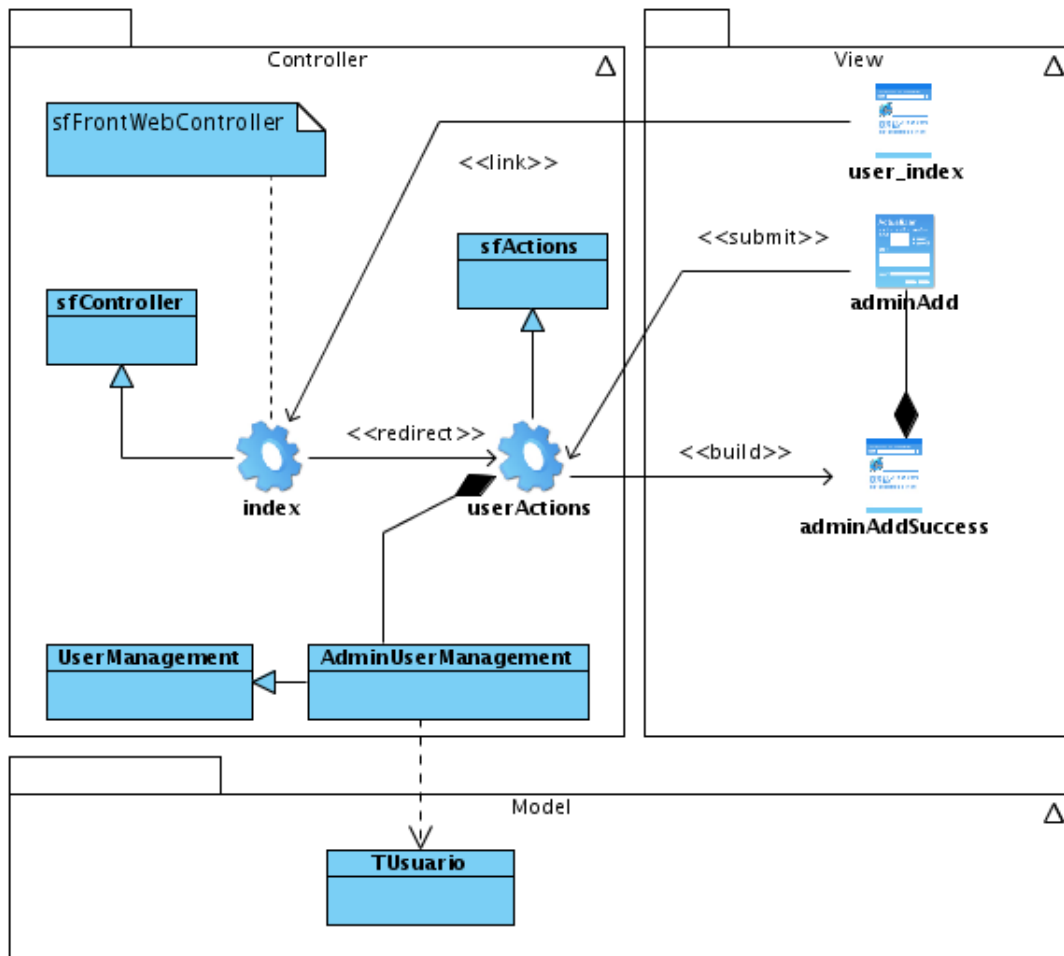 Controller
View
sfFrontWebController
<<link>>
user_index
sfActions
<<submit>>
sfController
adminAdd
<<redirect>>
<<build>>
index
userActions
adminAddSuccess
UserManagement
AdminUserManagement
Model
TUsuario